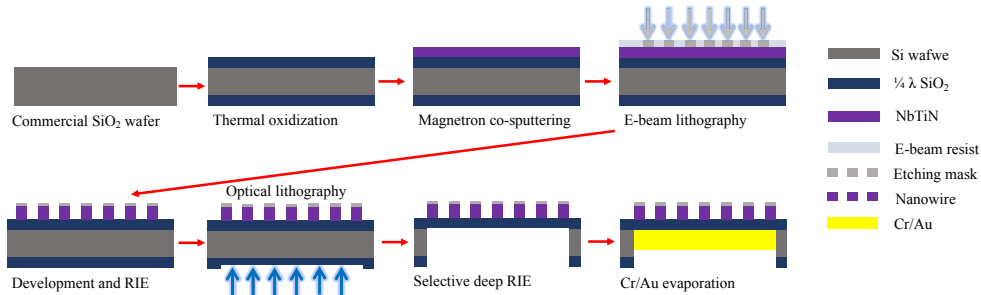 Commercial SiO₂ wafer
Thermal oxidization
Magnetron co-sputtering
E-beam lithography
Development and RIE
Optical lithography
Selective deep RIE
Cr/Au evaporation
Si wafwe
¼ λ SiO₂
NbTiN
E-beam resist
Etching mask
Nanowire
Cr/Au